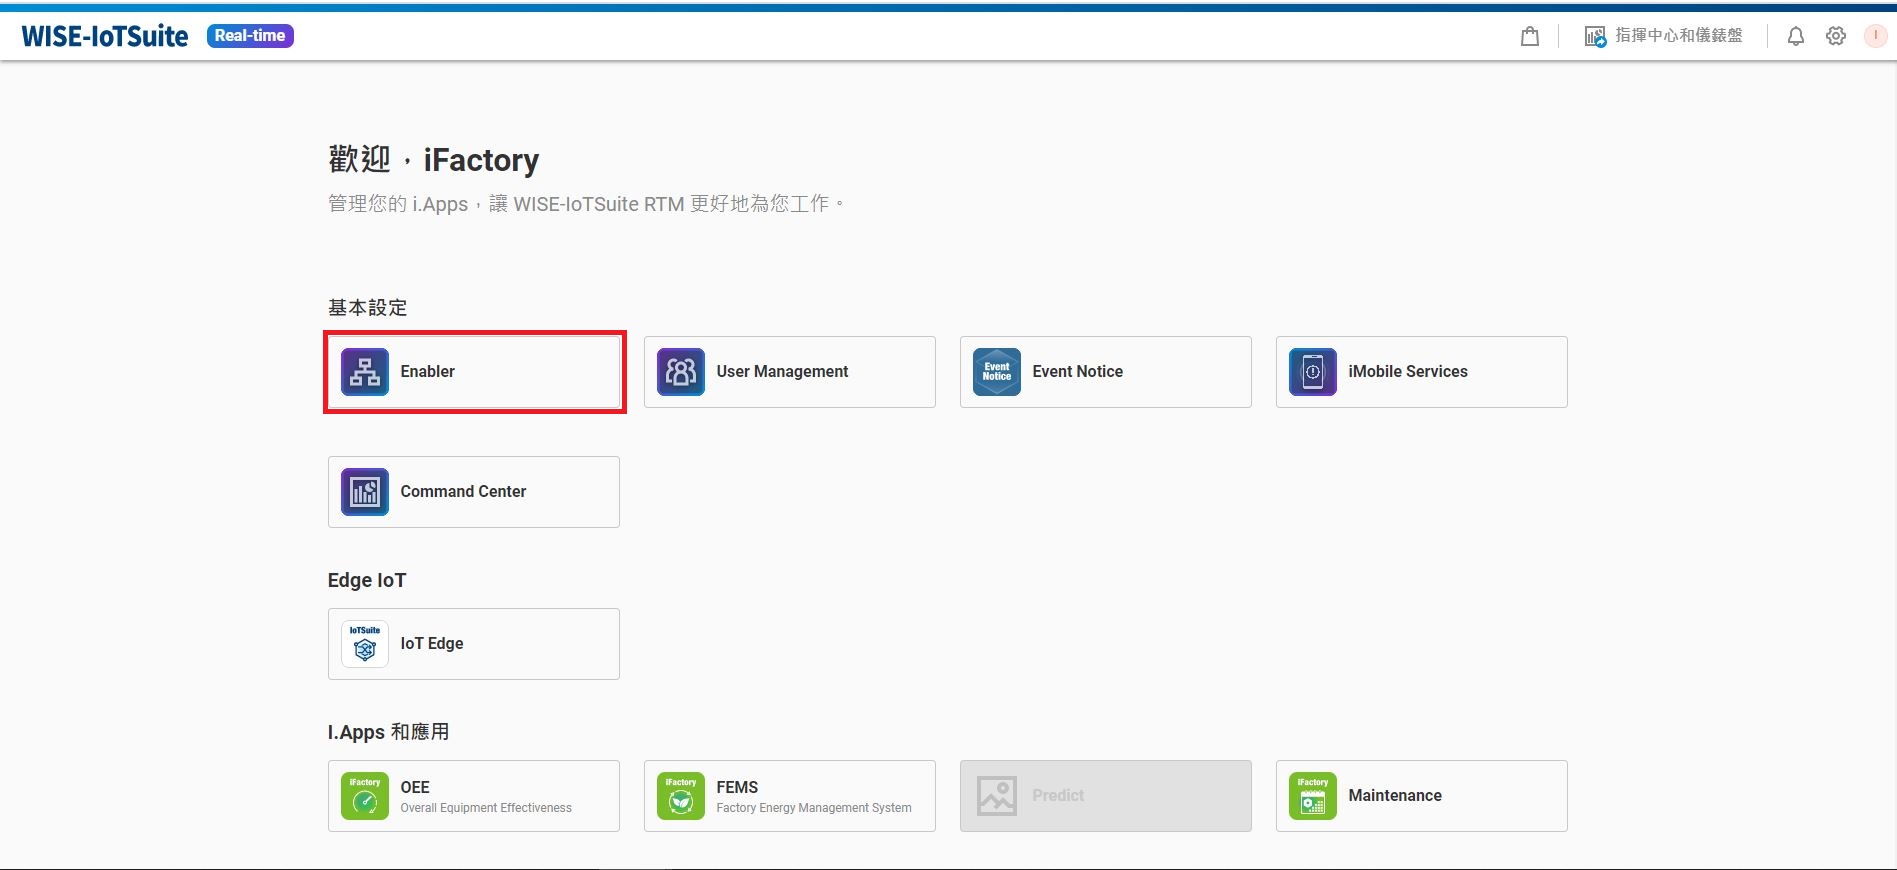 WISE-IoTSuite Real-time 指揮中心和儀錶盤 I
歡迎，iFactory
管理您的 i.Apps，讓 WISE-IoTSuite RTM 更好地為您工作。
基本設定
Enabler
User Management
Event Notice
Event Notice
iMobile Services
Command Center
Edge IoT
IoTSuite
IoT Edge
I.Apps 和應用
iFactory
OEE
Overall Equipment Effectiveness
iFactory
FEMS
Factory Energy Management System
Predict
iFactory
Maintenance